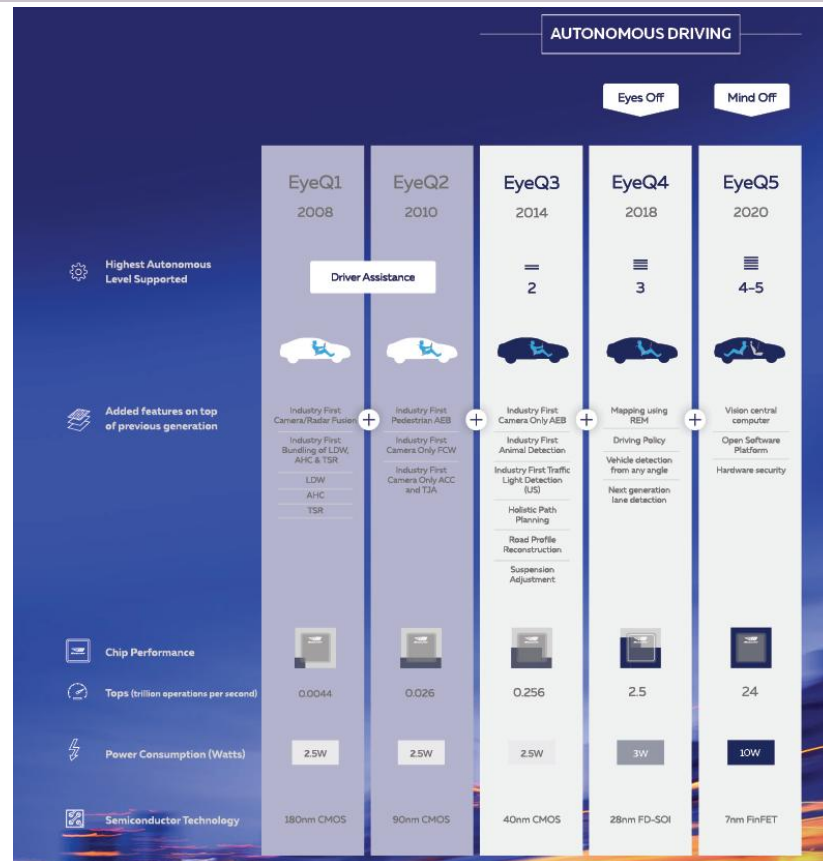 AUTONOMOUS DRIVING
Eyes Off
Mind Off
EyeQ1
EyeQ2
EyeQ3
EyeQ4
EyeQ5
2008
2010
2014
2018
2020
Highest Autonomous
Level Supported
Driver Assistance
2
3
4-5
Added features on top
of previous generation
Industry First
Camera/Radar Fusion
Industry First
Bundling of LDW,
AHC & TSR
LDW
AHC
TSR
+
Industry First
Pedestrian AEB
Industry First
Camera Only FCW
Industry First
Camera Only ACC
and TJA
+
Industry First
Camera Only AEB
Industry First
Animal Detection
Industry First Traffic
Light Detection
(US)
Holistic Path
Planning
Road Profile
Reconstruction
Suspension
Adjustment
+
Mapping using
REM
Driving Policy
Vehicle detection
from any angle
Next generation
lane detection
+
Vision central
computer
Open Software
Platform
Hardware security
Chip Performance
Tops (trillion operations per second)
0.0044
0.026
0.256
2.5
24
Power Consumption (Watts)
2.5W
2.5W
2.5W
3W
10W
Semiconductor Technology
180nm CMOS
90nm CMOS
40nm CMOS
28nm FD-SOI
7nm FinFET